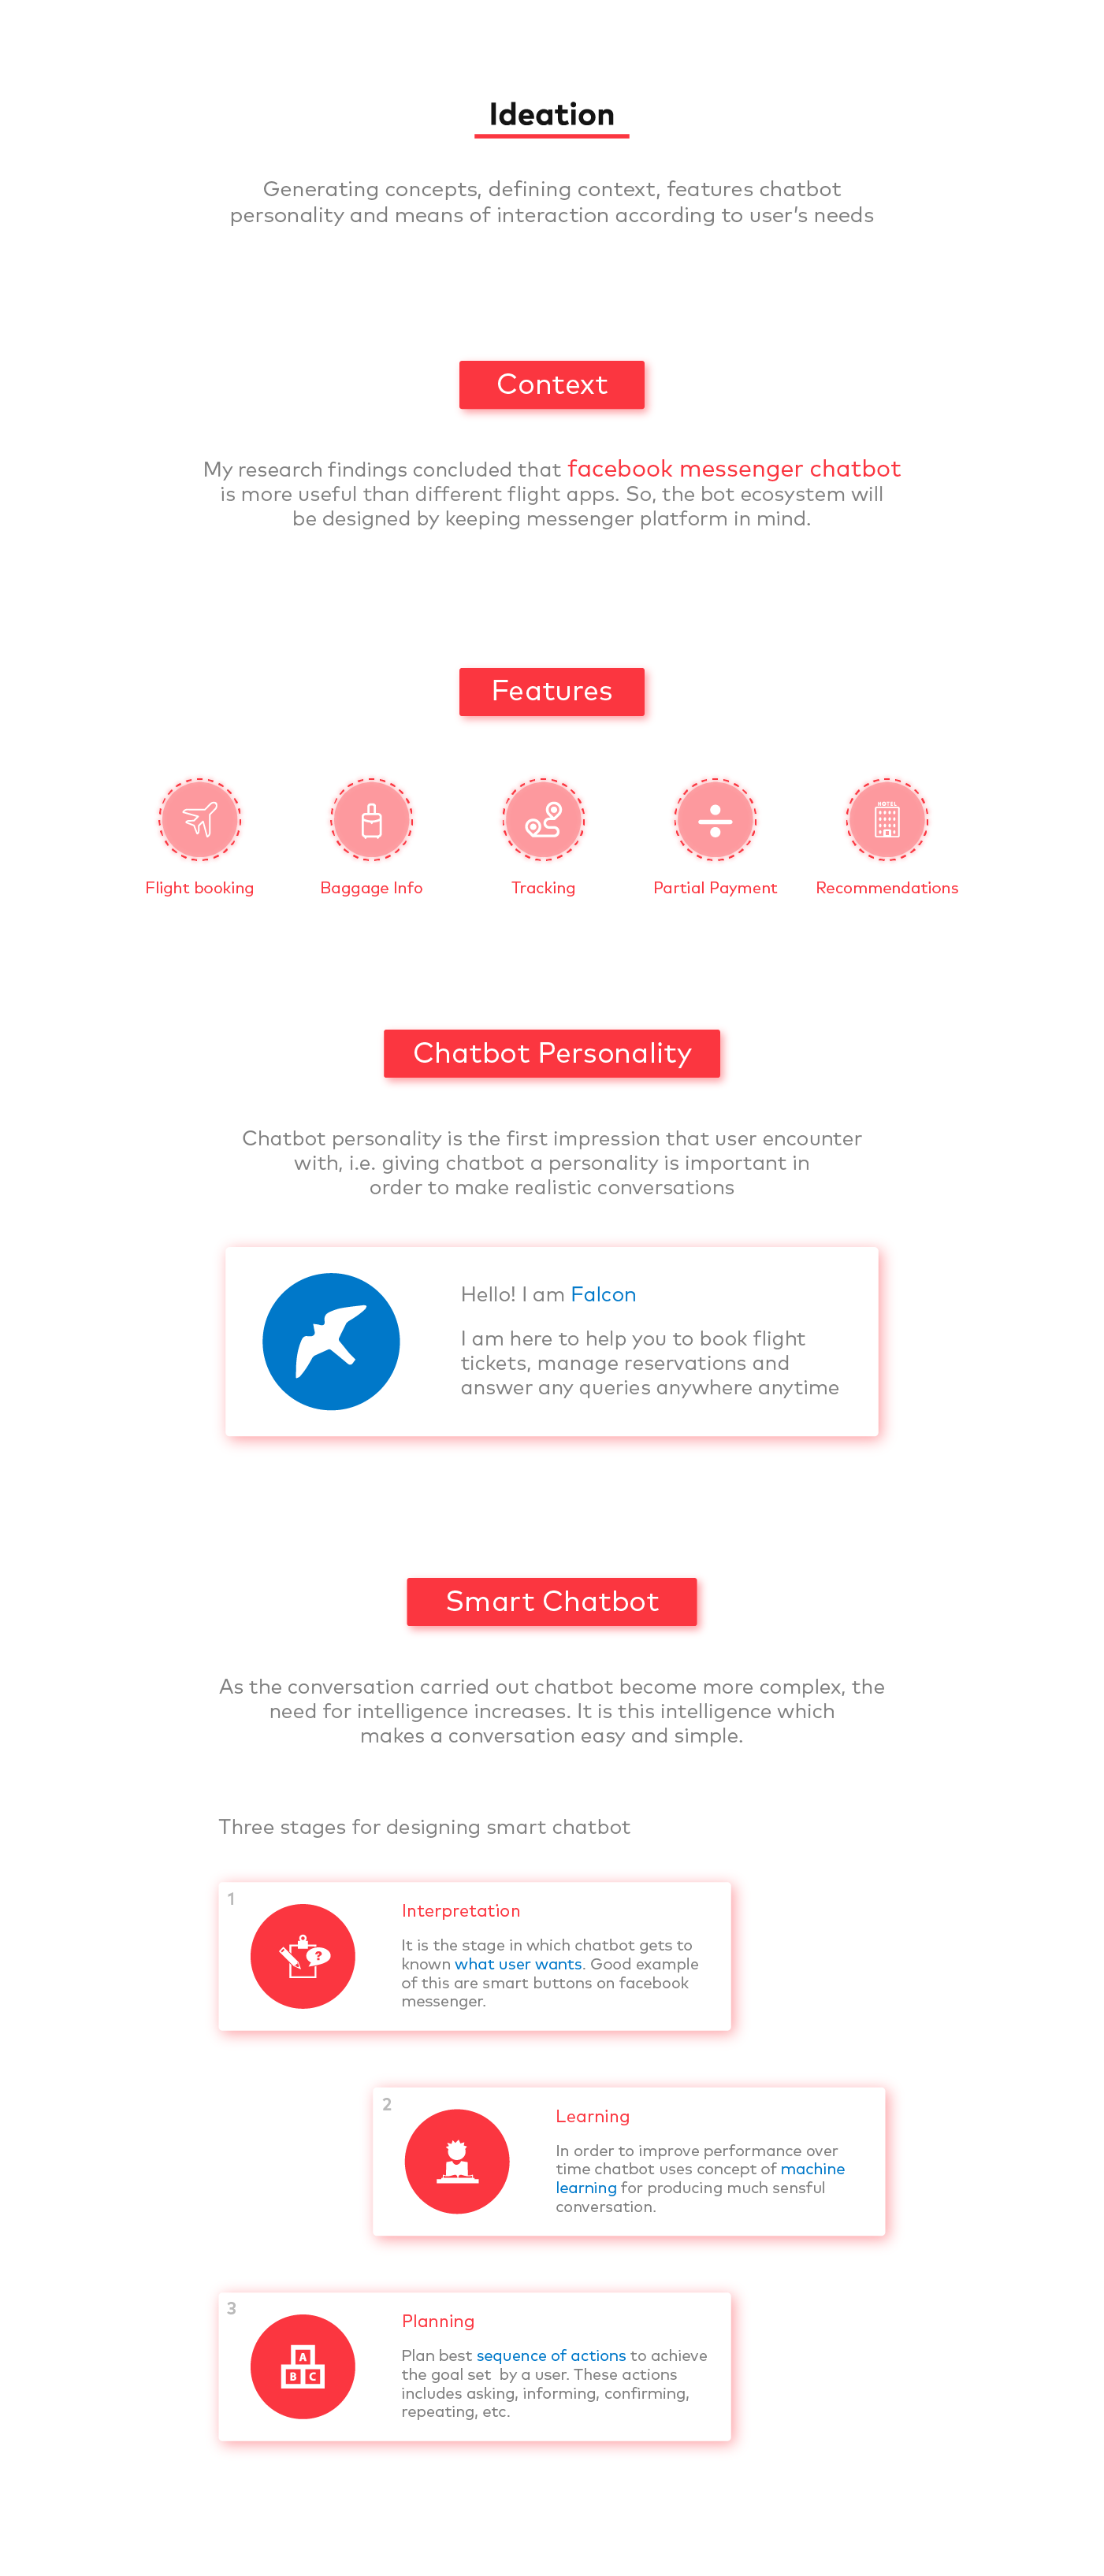 Ideation
Generating concepts, defining context, features chatbot
personality and means of interaction according to user’s needs
Context
My research findings concluded that facebook messenger chatbot
is more useful than different flight apps. So, the bot ecosystem will
be designed by keeping messenger platform in mind.
Features
HOTEL
Flight booking
Baggage Info
Tracking
Partial Payment
Recommendations
Chatbot Personality
Chatbot personality is the first impression that user encounter
with, i.e. giving chatbot a personality is important in
order to make realistic conversations
Hello! I am Falcon
I am here to help you to book flight
tickets, manage reservations and
answer any queries anywhere anytime
Smart Chatbot
As the conversation carried out chatbot become more complex, the
need for intelligence increases. It is this intelligence which
makes a conversation easy and simple.
Three stages for designing smart chatbot
1
?
Interpretation
It is the stage in which chatbot gets to
known what user wants. Good example
of this are smart buttons on facebook
messenger.
2
Learning
In order to improve performance over
time chatbot uses concept of machine
learning for producing much sensful
conversation.
3
A
B C
Planning
Plan best sequence of actions to achieve
the goal set  by a user. These actions
includes asking, informing, confirming,
repeating, etc.